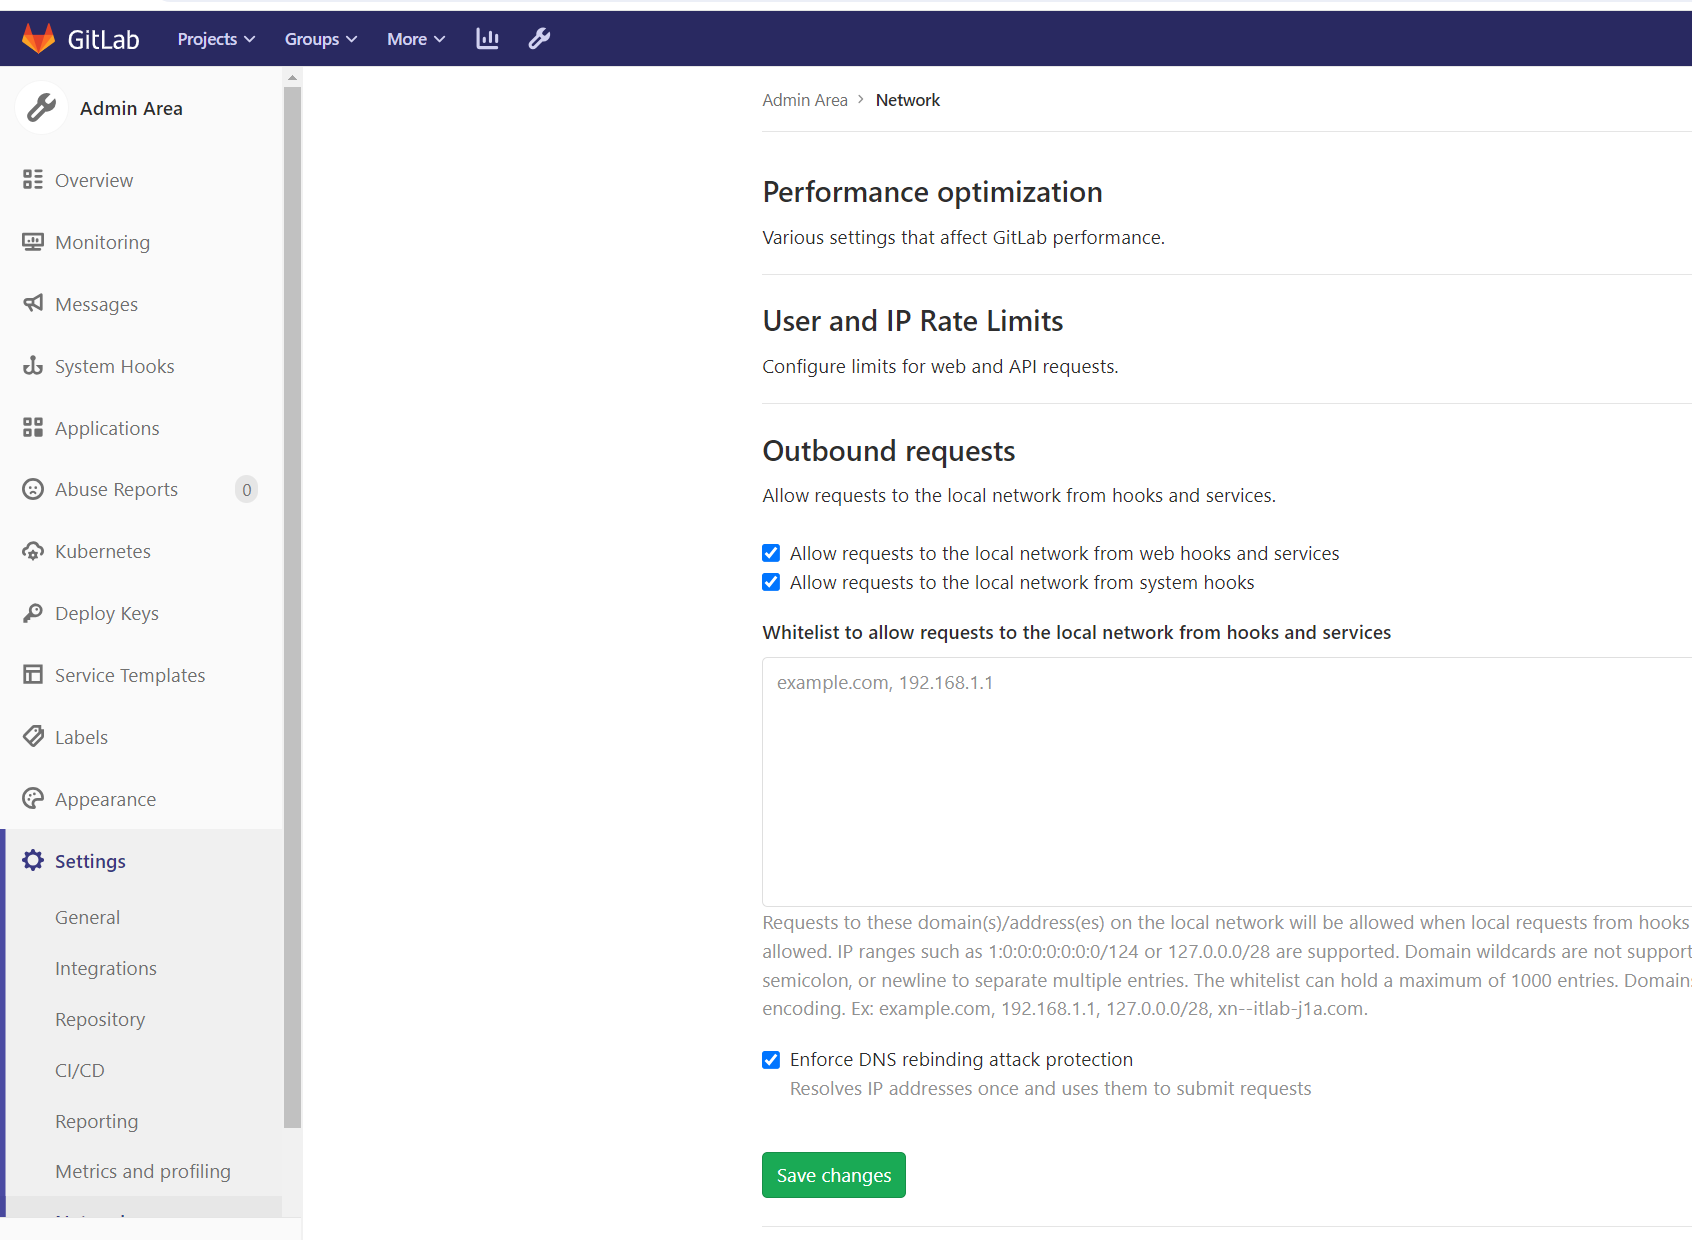 GitLab Projects Groups More
Admin Area
Overview
Monitoring
Messages
System Hooks
Applications
Abuse Reports 0
Kubernetes
Deploy Keys
Service Templates
Labels
Appearance
Settings
General
Integrations
Repository
CI/CD
Reporting
Metrics and profiling
Admin Area > Network
Performance optimization
Various settings that affect GitLab performance.
User and IP Rate Limits
Configure limits for web and API requests.
Outbound requests
Allow requests to the local network from hooks and services.
Allow requests to the local network from web hooks and services
Allow requests to the local network from system hooks
Whitelist to allow requests to the local network from hooks and services
example.com, 192.168.1.1
Requests to these domain(s)/address(es) on the local network will be allowed when local requests from hooks
allowed. IP ranges such as 1:0:0:0:0:0:0:0/124 or 127.0.0.0/28 are supported. Domain wildcards are not support
semicolon, or newline to separate multiple entries. The whitelist can hold a maximum of 1000 entries. Domain
encoding. Ex: example.com, 192.168.1.1, 127.0.0.0/28, xn--itlab-j1a.com.
Enforce DNS rebinding attack protection
Resolves IP addresses once and uses them to submit requests
Save changes